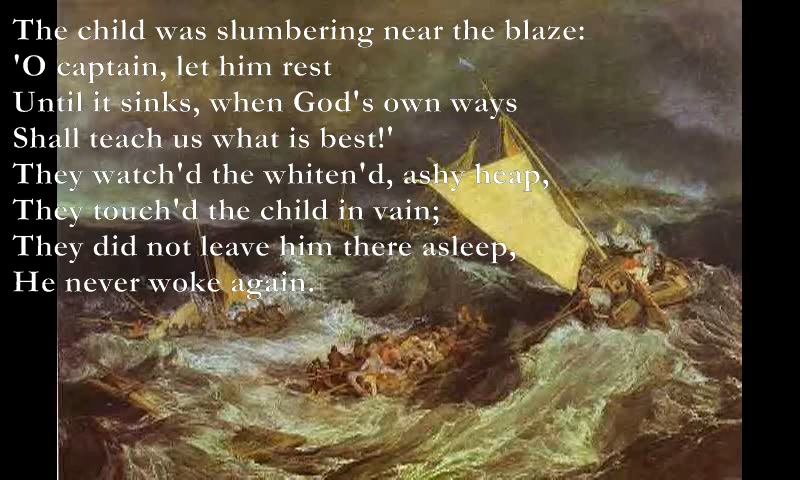 The child was slumbering near the blaze:
'O captain, let him rest
Until it sinks, when God's own ways
Shall teach us what is best!'
They watch'd the whiten'd, ashy heap,
They touch'd the child in vain;
They did not leave him there asleep,
He never woke again.